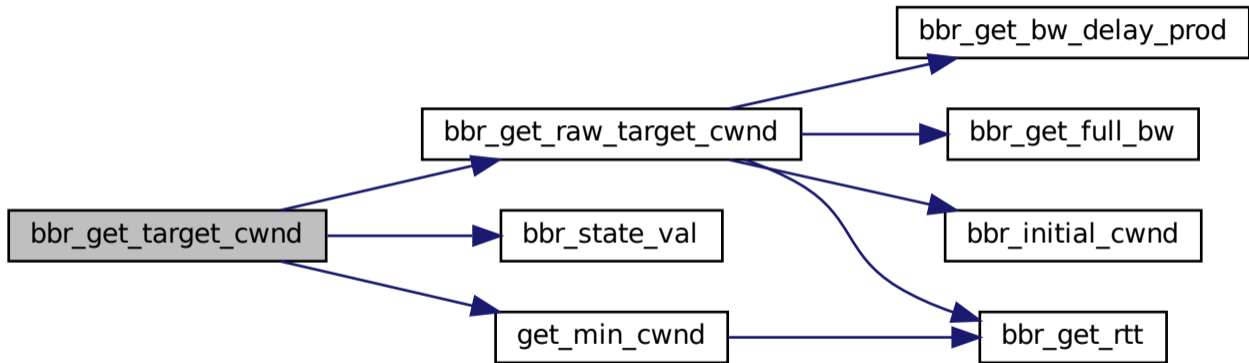 bbr_get_bw_delay_prod
bbr_get_raw_target_cwnd
bbr_get_full_bw
bbr_get_target_cwnd
bbr_state_val
bbr_initial_cwnd
get_min_cwnd
bbr_get_rtt